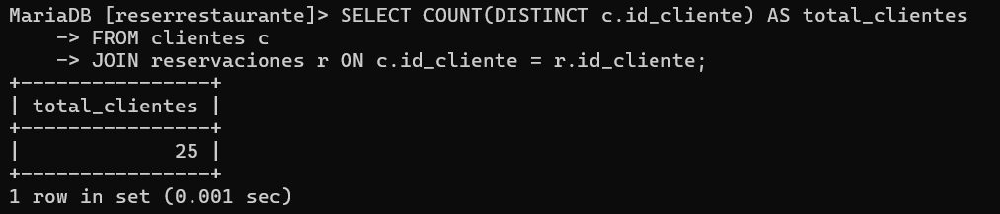 MariaDB [reserrestaurante]> SELECT COUNT(DISTINCT c.id_cliente) AS total_clientes
    -> FROM clientes c
    -> JOIN reservaciones r ON c.id_cliente = r.id_cliente;
+----------------+
| total_clientes |
+----------------+
|             25 |
+----------------+
1 row in set (0.001 sec)